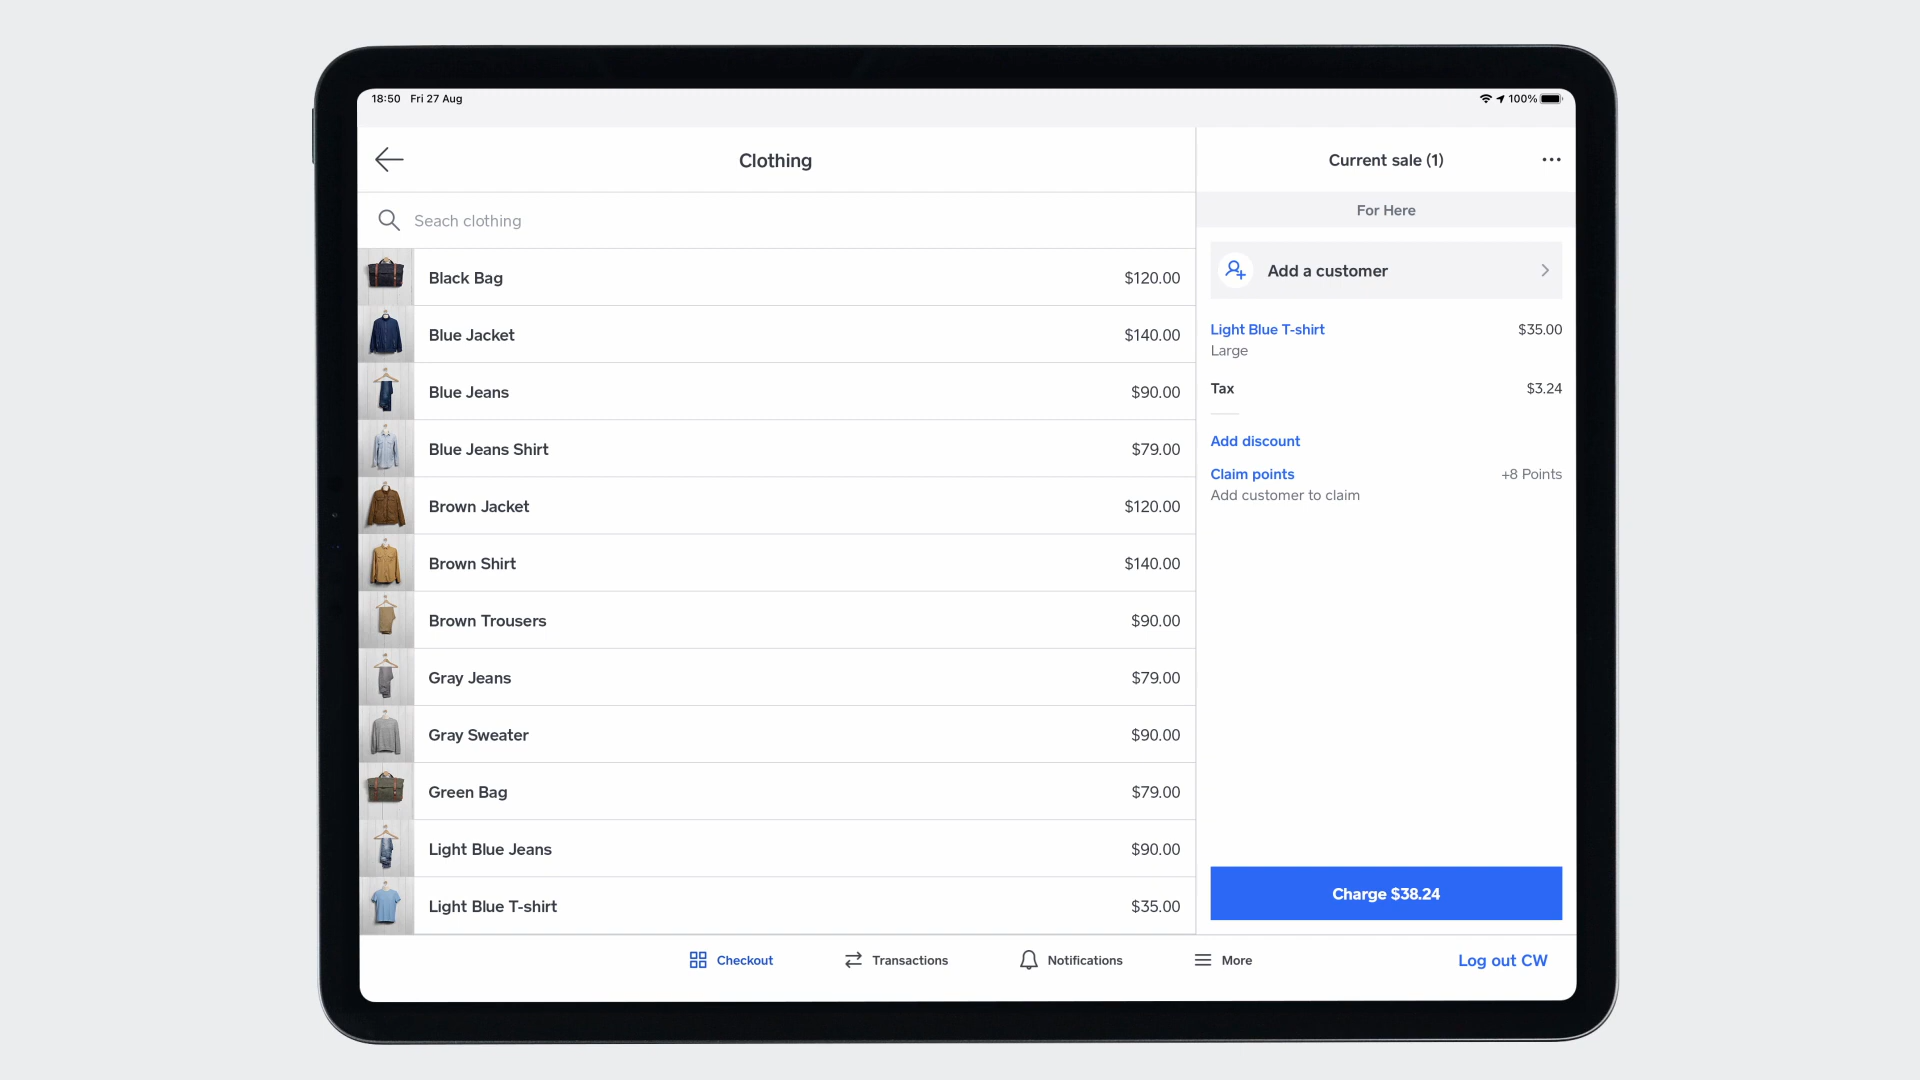 18:50 Fri 27 Aug
100%
Clothing
Seach clothing
Black Bag $120.00
Blue Jacket $140.00
Blue Jeans $90.00
Blue Jeans Shirt $79.00
Brown Jacket $120.00
Brown Shirt $140.00
Brown Trousers $90.00
Gray Jeans $79.00
Gray Sweater $90.00
Green Bag $79.00
Light Blue Jeans $90.00
Light Blue T-shirt $35.00
Current sale (1)
For Here
Add a customer
Light Blue T-shirt $35.00
Large
Tax $3.24
Add discount
Claim points +8 Points
Add customer to claim
Charge $38.24
Checkout Transactions Notifications More Log out CW